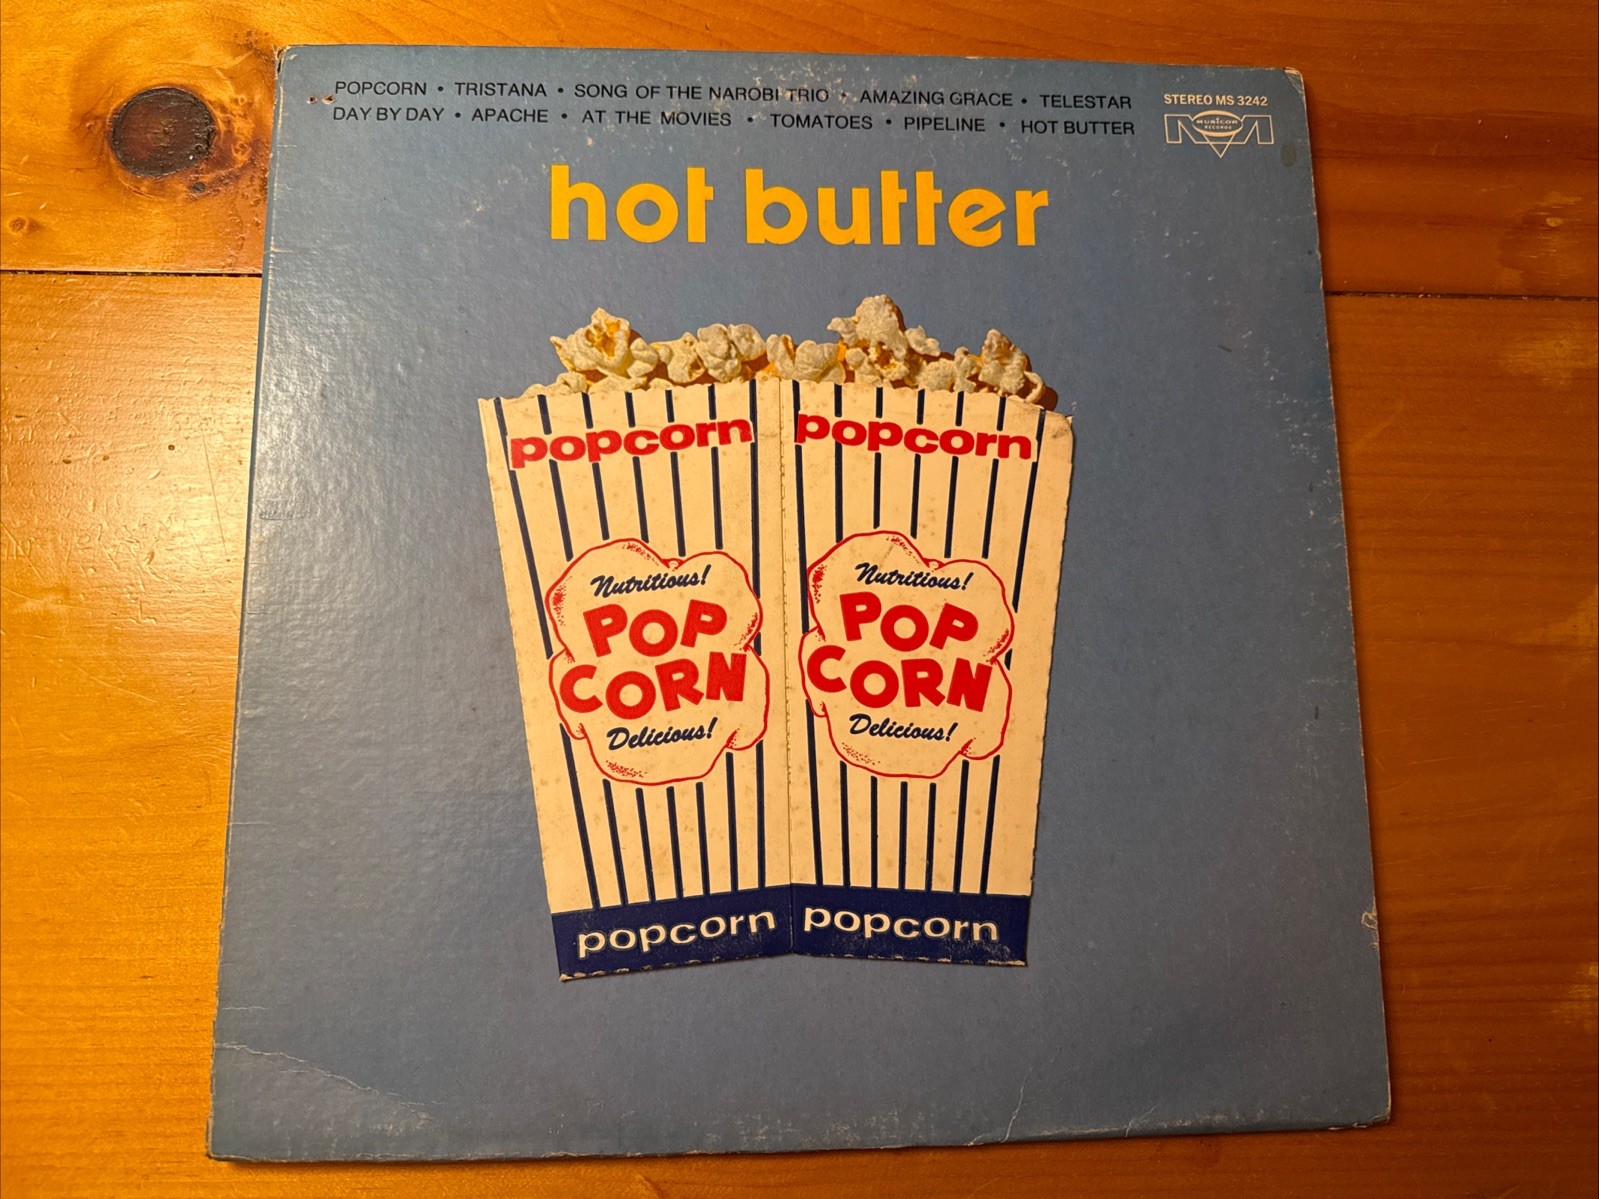 POPCORN • TRISTANA • SONG OF THE NAROBI TRIO • AMAZING GRACE • TELESTAR
DAY BY DAY • APACHE • AT THE MOVIES • TOMATOES • PIPELINE • HOT BUTTER
STEREO MS 3242
MUSICOR
RECORDS
hot butter
popcorn
popcorn
Nutritious!
POP
CORN
Delicious!
Nutritious!
POP
CORN
Delicious!
popcorn
popcorn